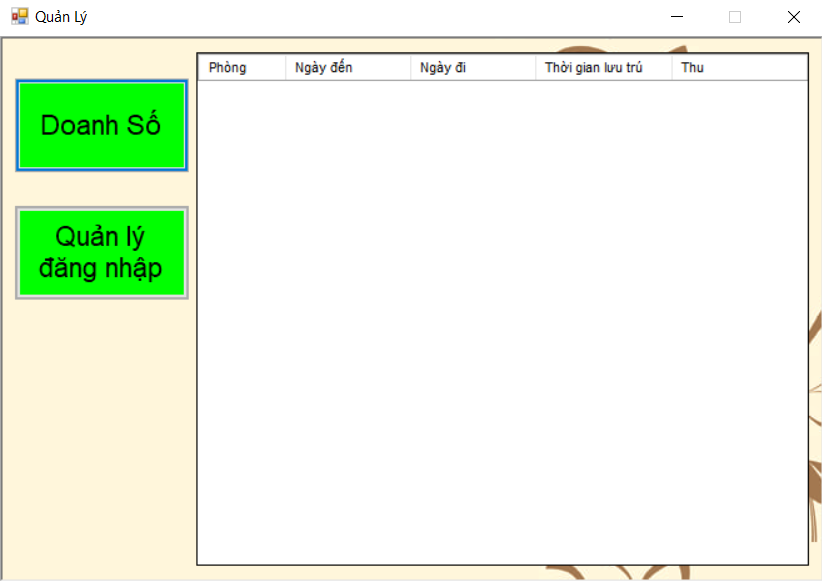 Quản Lý
Doanh Số
Quản lý
đăng nhập
Phòng Ngày đến Ngày đi Thời gian lưu trú Thu